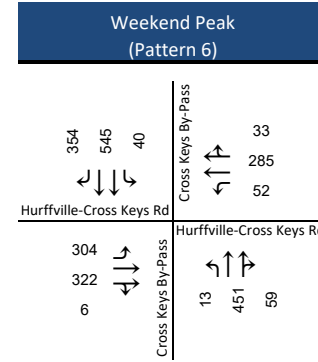 Weekend Peak
(Pattern 6)
354 545 40
Hurffville-Cross Keys Rd
Cross Keys By-Pass
33
285
52
304
322
6
Cross Keys By-Pass
Hurffville-Cross Keys R
13 451 59